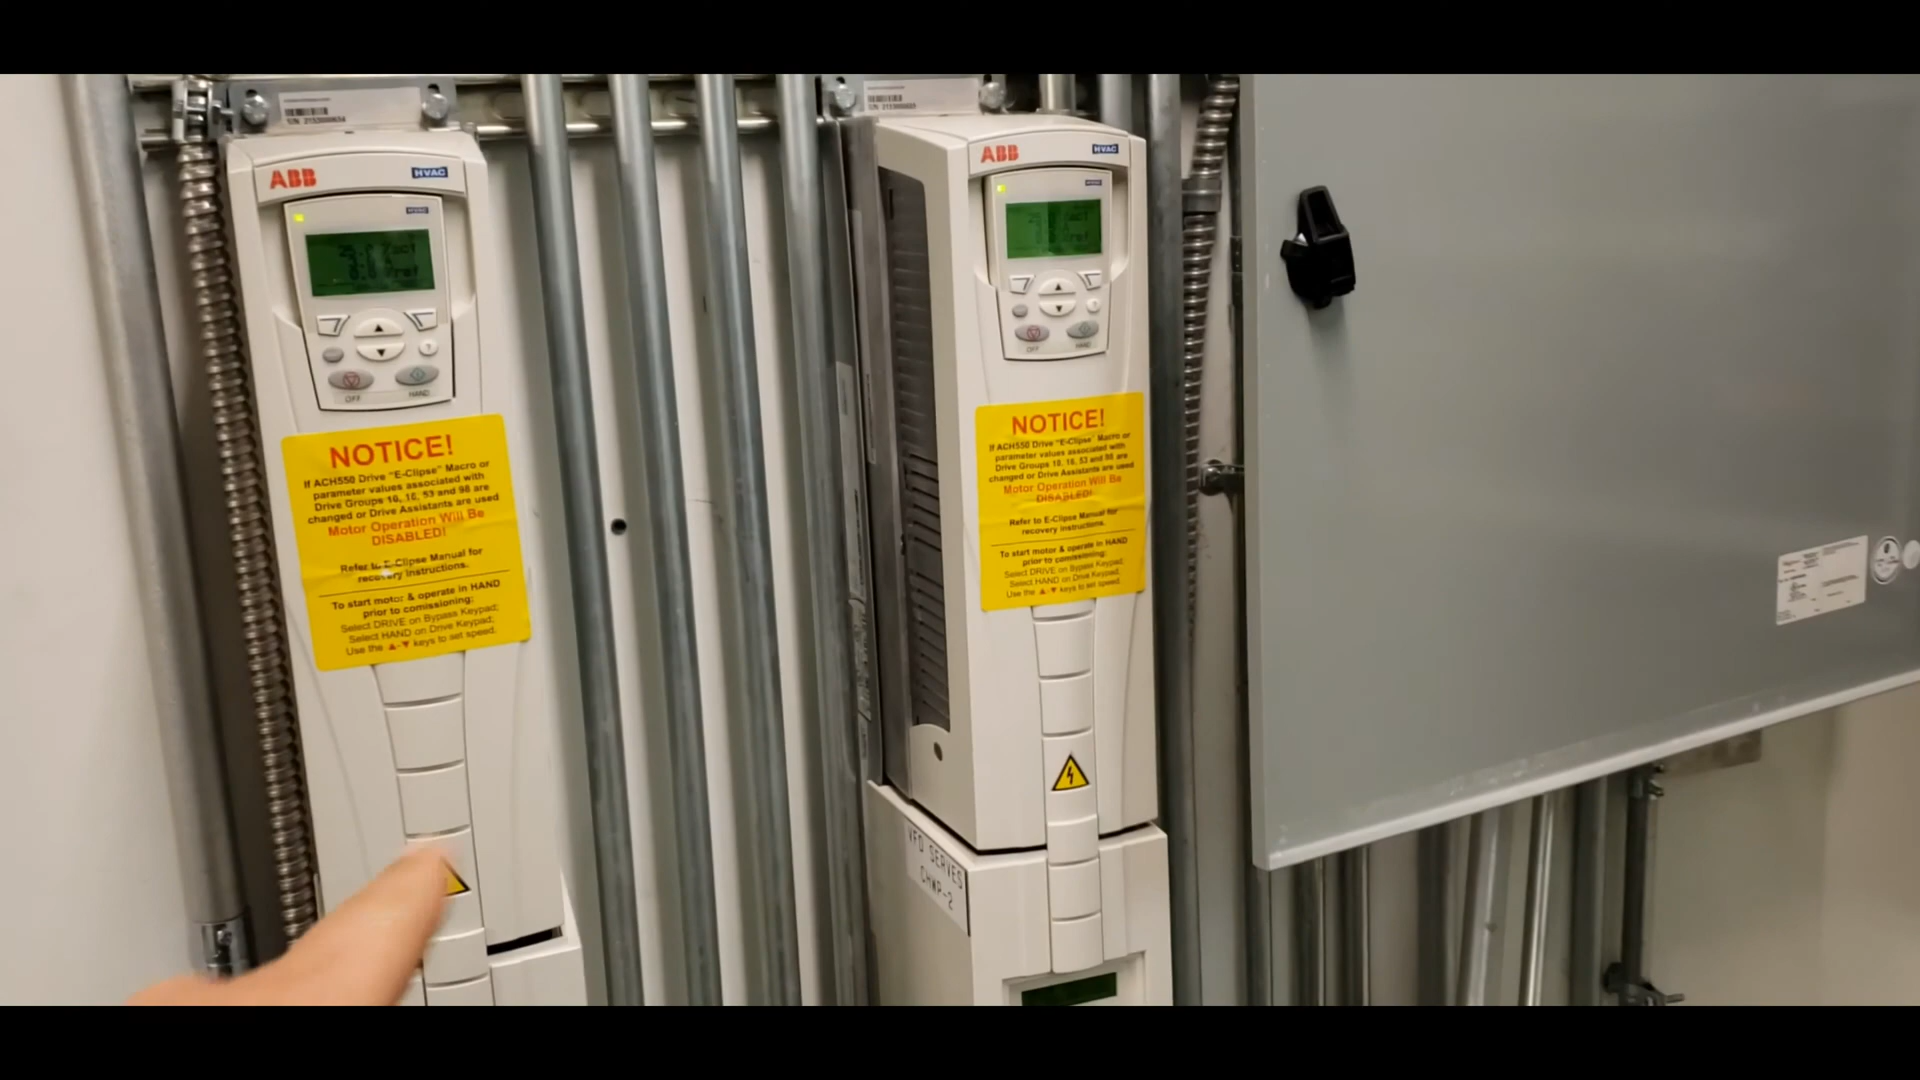 S/N 2153000634
ABB
HVAC
HVAC
OFF
HAND
NOTICE!
If ACH550 Drive "E-Clipse" Macro or
parameter values associated with
Drive Groups 10, 16, 53 and 98 are
changed or Drive Assistants are used
Motor Operation Will Be
DISABLED!
Refer to E-Clipse Manual for
recovery instructions.
To start motor & operate in HAND
prior to comissioning:
Select DRIVE on Bypass Keypad;
Select HAND on Drive Keypad;
Use the ▲-▼ keys to set speed.
ABB
HVAC
HVAC
OFF
HAND
NOTICE!
If ACH550 Drive "E-Clipse" Macro or
parameter values associated with
Drive Groups 10, 16, 53 and 98 are
changed or Drive Assistants are used
Motor Operation Will Be
DISABLED!
Refer to E-Clipse Manual for
recovery instructions.
To start motor & operate in HAND
prior to comissioning:
Select DRIVE on Bypass Keypad;
Select HAND on Drive Keypad;
Use the ▲-▼ keys to set speed.
VFD SERVES
CHWP-2